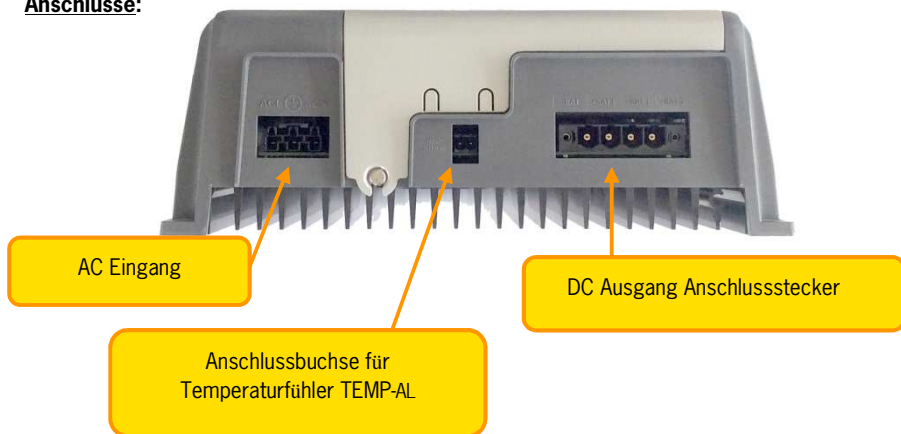 Anschlüsse:
AC Eingang
DC Ausgang Anschlussstecker
Anschlussbuchse für
Temperaturfühler TEMP-AL